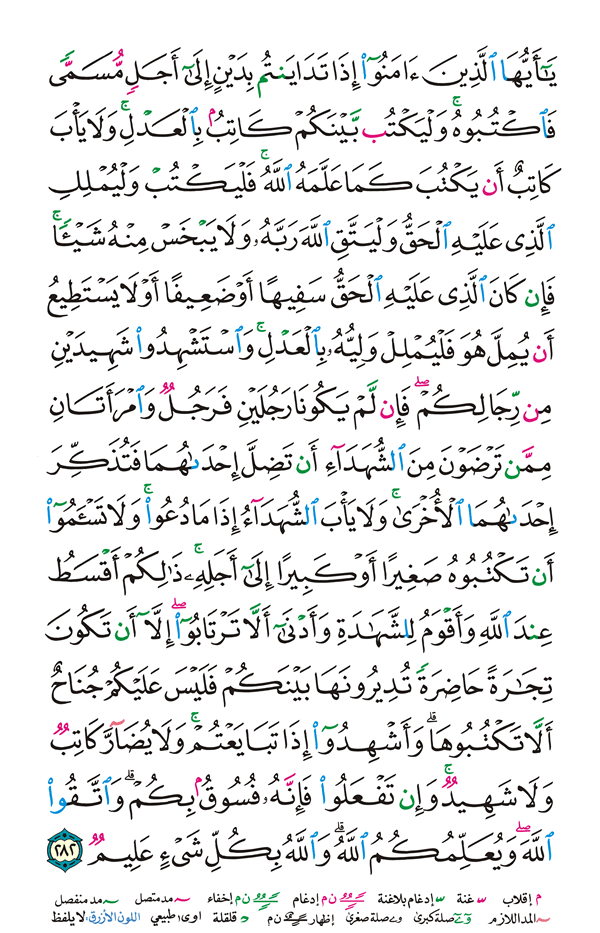 يَٰٓأَيُّهَا ٱلَّذِينَ ءَامَنُوٓا۟ إِذَا تَدَايَنتُم بِدَيْنٍ إِلَىٰٓ أَجَلٍ مُّسَمًّى
فَٱكْتُبُوهُ ۚ وَلْيَكْتُب بَّيْنَكُمْ كَاتِبٌۢ بِٱلْعَدْلِ ۚ وَلَا يَأْبَ
كَاتِبٌ أَن يَكْتُبَ كَمَا عَلَّمَهُ ٱللَّهُ ۚ فَلْيَكْتُبْ وَلْيُمْلِلِ
ٱلَّذِى عَلَيْهِ ٱلْحَقُّ وَلْيَتَّقِ ٱللَّهَ رَبَّهُۥ وَلَا يَبْخَسْ مِنْهُ شَيْـًٔا ۚ
فَإِن كَانَ ٱلَّذِى عَلَيْهِ ٱلْحَقُّ سَفِيهًا أَوْ ضَعِيفًا أَوْ لَا يَسْتَطِيعُ
أَن يُمِلَّ هُوَ فَلْيُمْلِلْ وَلِيُّهُۥ بِٱلْعَدْلِ ۚ وَٱسْتَشْهِدُوا۟ شَهِيدَيْنِ
مِن رِّجَالِكُمْ ۖ فَإِن لَّمْ يَكُونَا رَجُلَيْنِ فَرَجُلٌ وَٱمْرَأَتَانِ
مِمَّن تَرْضَوْنَ مِنَ ٱلشُّهَدَآءِ أَن تَضِلَّ إِحْدَىٰهُمَا فَتُذَكِّرَ
إِحْدَىٰهُمَا ٱلْأُخْرَىٰ ۚ وَلَا يَأْبَ ٱلشُّهَدَآءُ إِذَا مَا دُعُوا۟ ۚ وَلَا تَسْـَٔمُوٓا۟
أَن تَكْتُبُوهُ صَغِيرًا أَوْ كَبِيرًا إِلَىٰٓ أَجَلِهِۦ ۚ ذَٰلِكُمْ أَقْسَطُ
عِندَ ٱللَّهِ وَأَقْوَمُ لِلشَّهَٰدَةِ وَأَدْنَىٰٓ أَلَّا تَرْتَابُوٓا۟ ۖ إِلَّآ أَن تَكُونَ
تِجَٰرَةً حَاضِرَةً تُدِيرُونَهَا بَيْنَكُمْ فَلَيْسَ عَلَيْكُمْ جُنَاحٌ
أَلَّا تَكْتُبُوهَا ۗ وَأَشْهِدُوٓا۟ إِذَا تَبَايَعْتُمْ ۚ وَلَا يُضَآرَّ كَاتِبٌ
وَلَا شَهِيدٌ ۚ وَإِن تَفْعَلُوا۟ فَإِنَّهُۥ فُسُوقٌۢ بِكُمْ ۗ وَٱتَّقُوا۟
ٱللَّهَ ۖ وَيُعَلِّمُكُمُ ٱللَّهُ ۗ وَٱللَّهُ بِكُلِّ شَىْءٍ عَلِيمٌ ٢٨٢
م إقلاب س غنة س إدغام بلاغنة ن م إدغام ن م إخفاء مد متصل مد منفصل
المد اللازم صلة كبرى وے صلة صغرى إظهار ن م د قلقلة اوى طبيعي اللون الأزرق: لا يلفظ